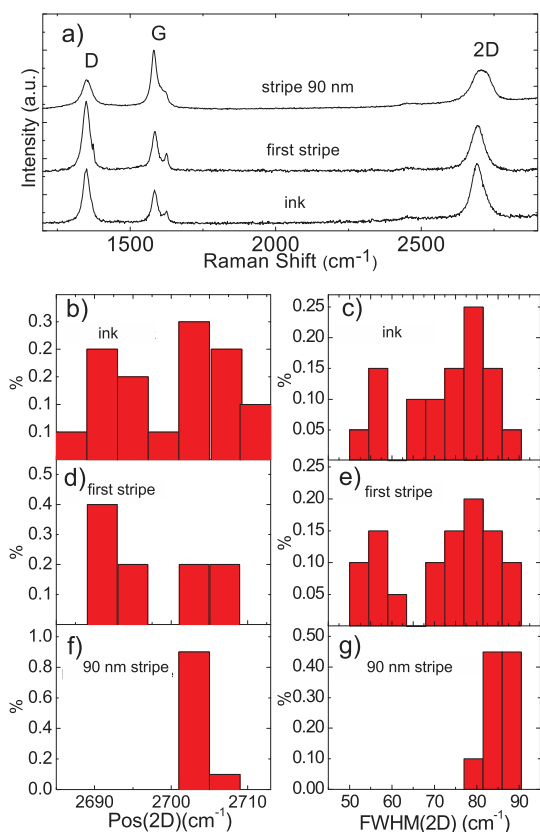 a)
D
G
2D
stripe 90 nm
first stripe
ink
Intensity (a.u.)
1500 2000 2500
Raman Shift (cm-1)
b)
ink
0.3
0.2
0.2
0.1
0.1
%
c)
ink
0.25
0.20
0.15
0.10
0.05
%
d)
first stripe
0.5
0.4
0.3
0.2
0.1
%
e)
first stripe
0.25
0.20
0.15
0.10
0.05
%
f)
90 nm stripe
1.0
0.8
0.6
0.4
0.2
0.0
%
2690 2700 2710
Pos(2D)(cm-1)
g)
90 nm stripe
0.50
0.40
0.30
0.20
0.10
0.00
%
50 60 70 80 90
FWHM(2D) (cm-1)